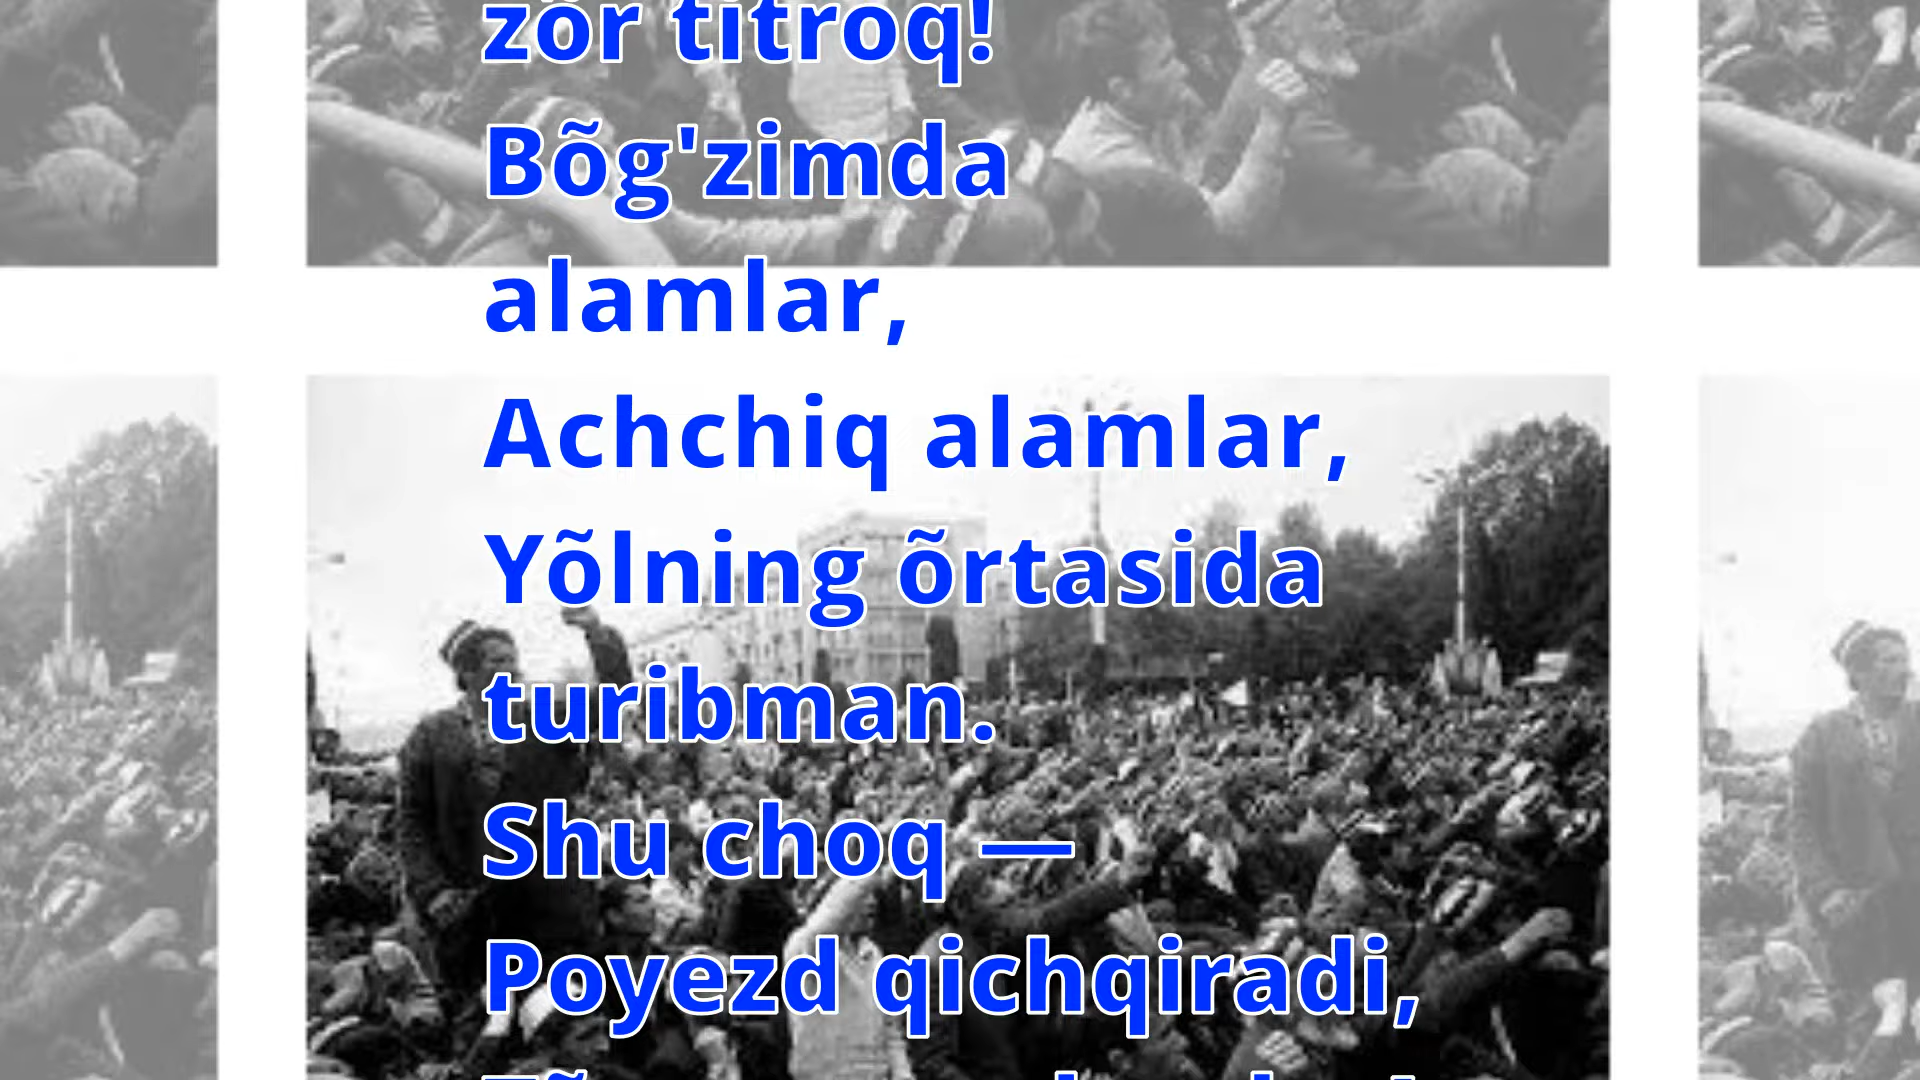 zõr titroq!
Bõg'zimda
alamlar,
Achchiq alamlar,
Yõlning õrtasida
turibman.
Shu choq —
Poyezd qichqiradi,